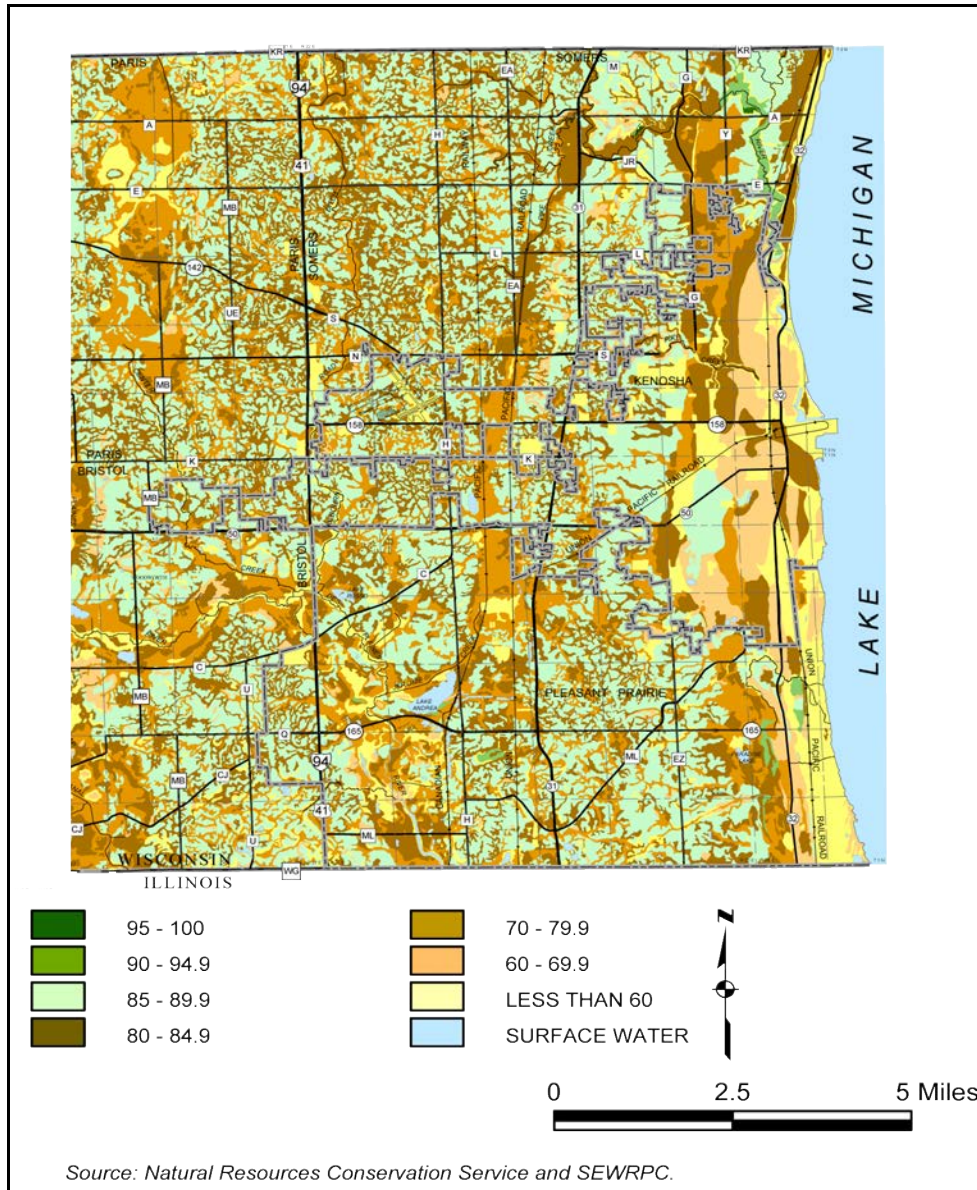 KR
KR
PARIS
EA
SOMERS
M
G
94
A
H
Y
A
32
41
JR
E
E
MB
31
PARIS
SOMERS
RAILROAD
L
L
142
EA
UE
S
G
N
S
MB
KENOSHA
32
158
158
H
PARIS
BRISTOL
K
K
PACIFIC RAILROAD
MB
50
50
BRISTOL
CREEK
C
C
U
MB
UNION
PLEASANT PRAIRIE
LAKE
ANDREA
165
165
Q
94
MB
CJ
ML
EZ
PACIFIC
31
41
H
32
CJ
U
ML
RAILROAD
WISCONSIN
WG
ILLINOIS
LAKE MICHIGAN
95 - 100
90 - 94.9
85 - 89.9
80 - 84.9
70 - 79.9
60 - 69.9
LESS THAN 60
SURFACE WATER
N
0 2.5 5 Miles
Source: Natural Resources Conservation Service and SEWRPC.